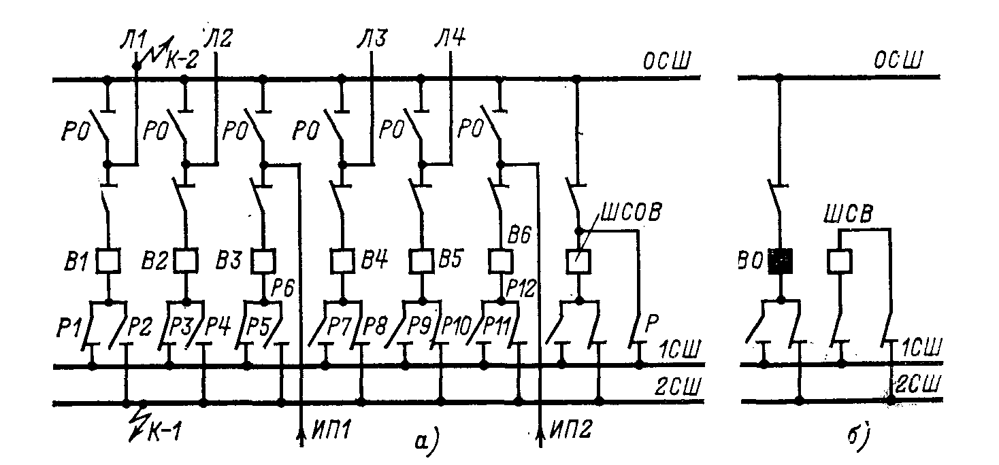 Л1 Л2 Л3 Л4
К-2 ОСШ ОСШ
РО РО РО РО РО РО
ШСОВ ШСВ
В6
В1 В2 В3 В4 В5 ВО
Р6 Р12
Р1 Р2 Р3 Р4 Р5 Р7 Р8 Р9 Р10 Р11 Р
1СШ 1СШ
2СШ 2СШ
К-1 ИП1 а) ИП2 б)